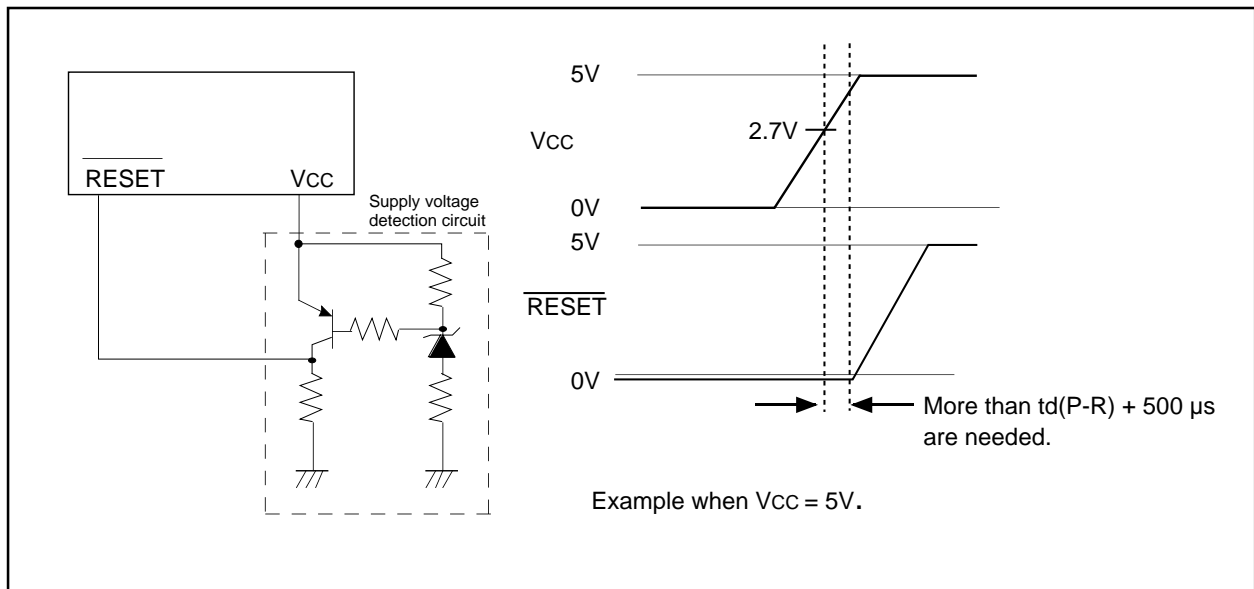 RESET
VCC
Supply voltage
detection circuit
5V
VCC
2.7V
0V
5V
RESET
0V
More than td(P-R) + 500 µs
are needed.
Example when VCC = 5V.